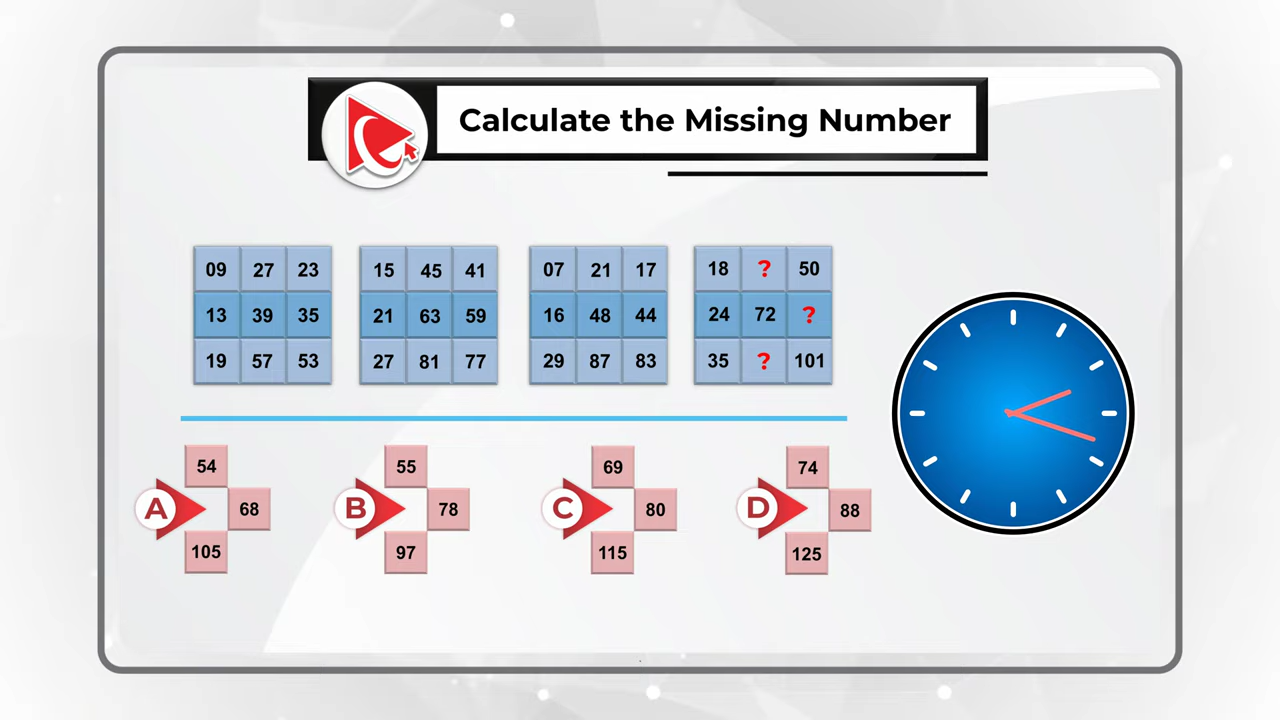 Calculate the Missing Number
09 27 23 15 45 41 07 21 17 18 ? 50
13 39 35 21 63 59 16 48 44 24 72 ?
19 57 53 27 81 77 29 87 83 35 ? 101
54 55 69 74
A 68 B 78 C 80 D 88
105 97 115 125